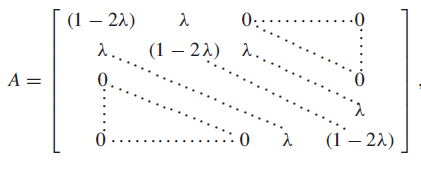 (1 − 2λ) λ 0 0
λ (1 − 2λ) λ
A = 0 0 ,
λ
0 0 λ (1 − 2λ)